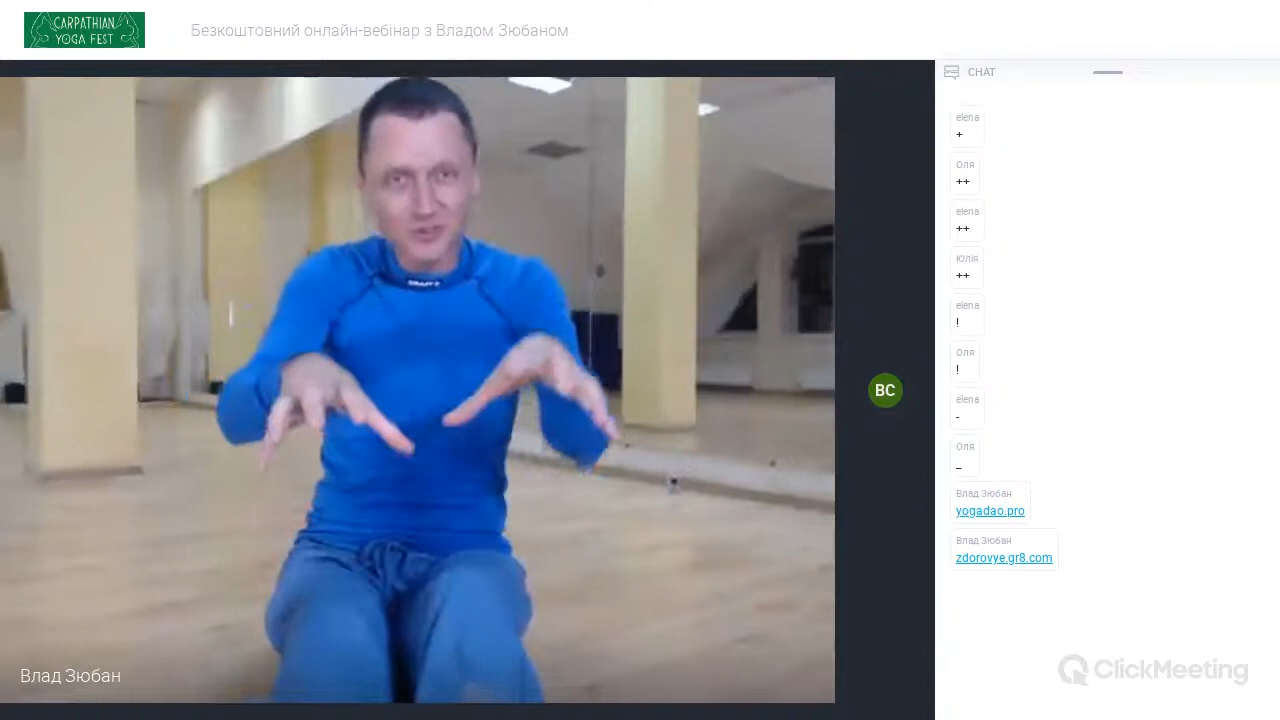 CARPATHIAN
YOGA FEST
Безкоштовний онлайн-вебінар з Владом Зюбаном
CHAT
elena
+
Оля
++
elena
++
Юлія
++
elena
!
Оля
!
elena
-
Оля
_
Влад Зюбан
yogadao.pro
Влад Зюбан
zdorovye.gr8.com
ВС
Влад Зюбан
ClickMeeting